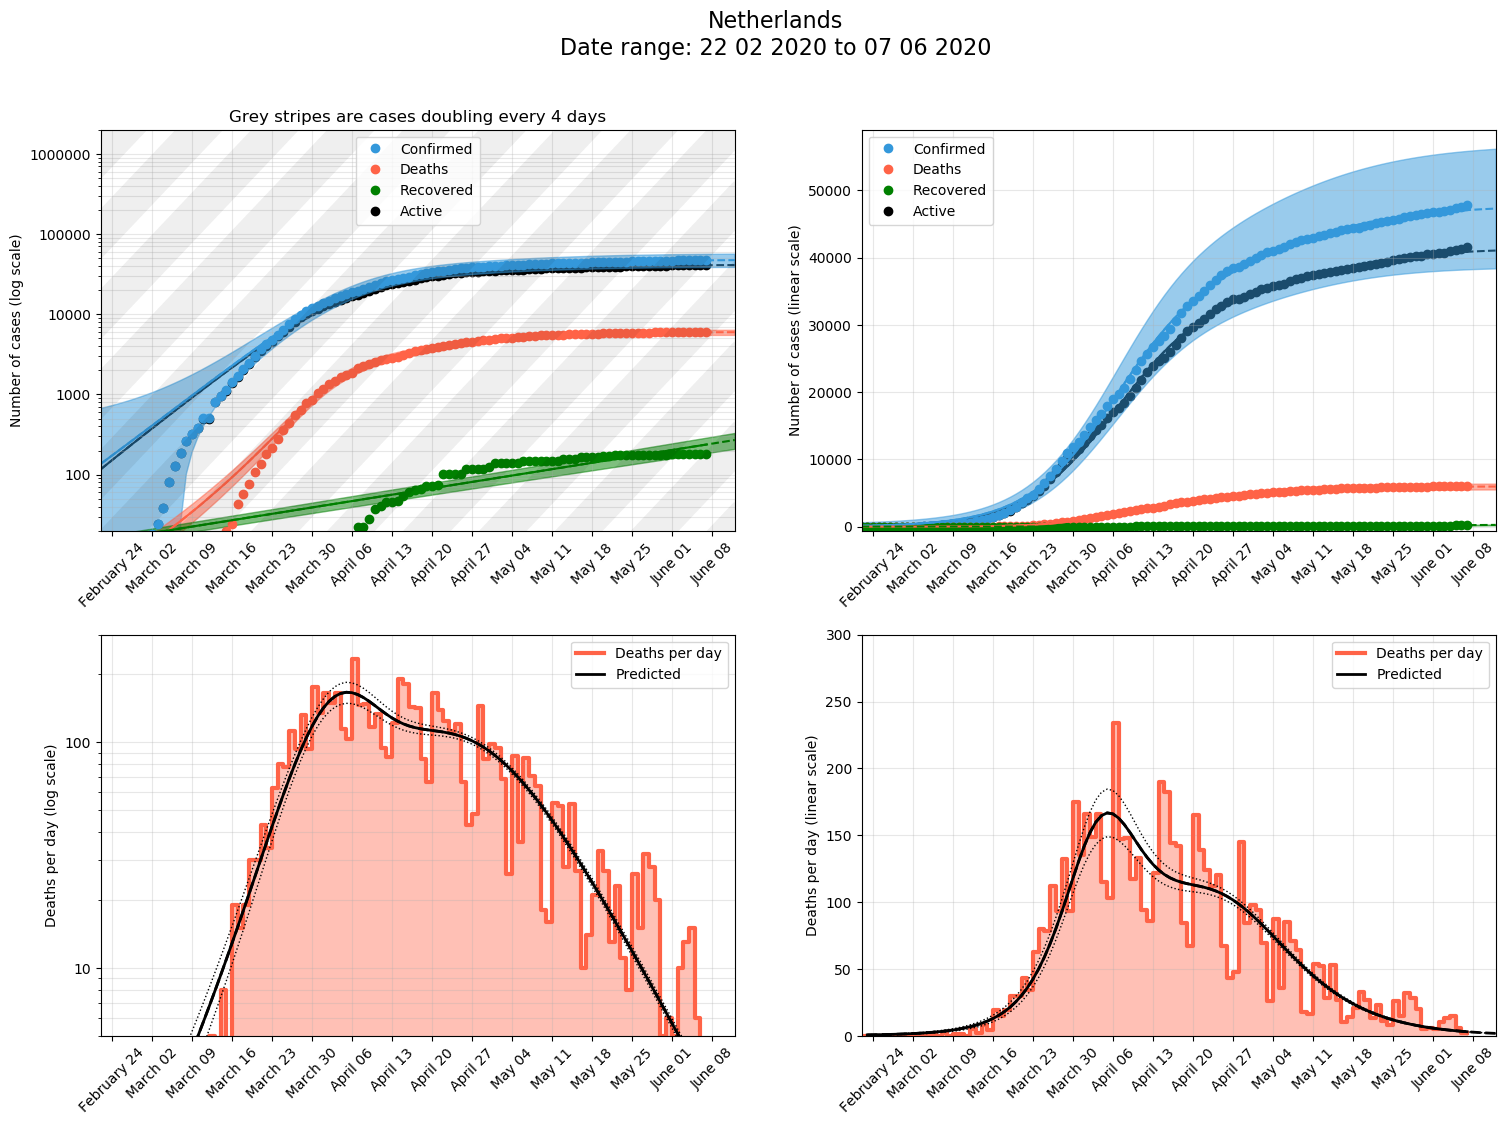 Netherlands
Date range: 22 02 2020 to 07 06 2020
Grey stripes are cases doubling every 4 days
Number of cases (log scale)
1000000
100000
10000
1000
100
Confirmed
Deaths
Recovered
Active
February 24
March 02
March 09
March 16
March 23
March 30
April 06
April 13
April 20
April 27
May 04
May 11
May 18
May 25
June 01
June 08
Number of cases (linear scale)
50000
40000
30000
20000
10000
0
Confirmed
Deaths
Recovered
Active
February 24
March 02
March 09
March 16
March 23
March 30
April 06
April 13
April 20
April 27
May 04
May 11
May 18
May 25
June 01
June 08
Deaths per day (log scale)
100
10
Deaths per day
Predicted
February 24
March 02
March 09
March 16
March 23
March 30
April 06
April 13
April 20
April 27
May 04
May 11
May 18
May 25
June 01
June 08
Deaths per day (linear scale)
300
250
200
150
100
50
0
Deaths per day
Predicted
February 24
March 02
March 09
March 16
March 23
March 30
April 06
April 13
April 20
April 27
May 04
May 11
May 18
May 25
June 01
June 08